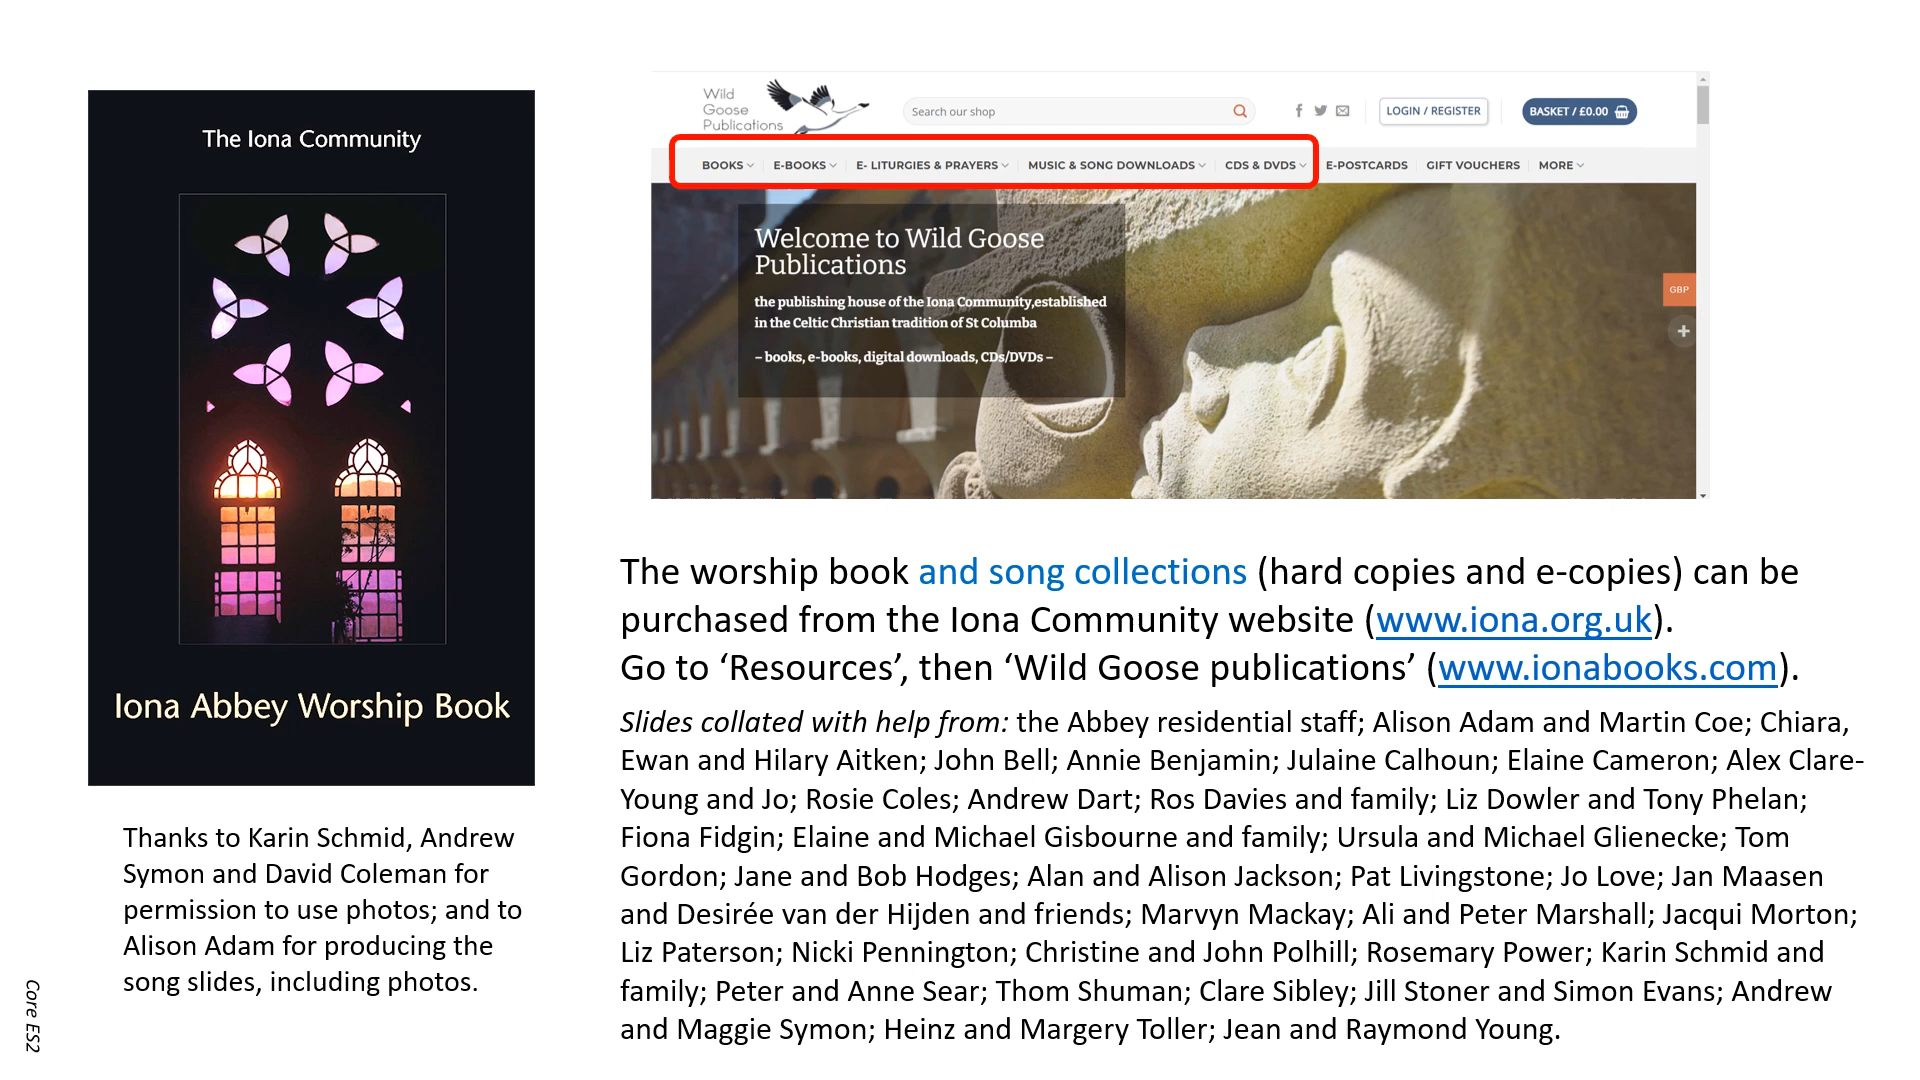 The Iona Community
Iona Abbey Worship Book
Thanks to Karin Schmid, Andrew
Symon and David Coleman for
permission to use photos; and to
Alison Adam for producing the
song slides, including photos.
Core ES2
Wild
Goose
Publications
Search our shop
LOGIN / REGISTER
BASKET / £0.00
BOOKS E-BOOKS E- LITURGIES & PRAYERS MUSIC & SONG DOWNLOADS CDS & DVDS E-POSTCARDS GIFT VOUCHERS MORE
Welcome to Wild Goose
Publications
the publishing house of the Iona Community,established
in the Celtic Christian tradition of St Columba
– books, e-books, digital downloads, CDs/DVDs –
GBP
The worship book and song collections (hard copies and e-copies) can be
purchased from the Iona Community website (www.iona.org.uk).
Go to ‘Resources’, then ‘Wild Goose publications’ (www.ionabooks.com).
Slides collated with help from: the Abbey residential staff; Alison Adam and Martin Coe; Chiara,
Ewan and Hilary Aitken; John Bell; Annie Benjamin; Julaine Calhoun; Elaine Cameron; Alex Clare-
Young and Jo; Rosie Coles; Andrew Dart; Ros Davies and family; Liz Dowler and Tony Phelan;
Fiona Fidgin; Elaine and Michael Gisbourne and family; Ursula and Michael Glienecke; Tom
Gordon; Jane and Bob Hodges; Alan and Alison Jackson; Pat Livingstone; Jo Love; Jan Maasen
and Desirée van der Hijden and friends; Marvyn Mackay; Ali and Peter Marshall; Jacqui Morton;
Liz Paterson; Nicki Pennington; Christine and John Polhill; Rosemary Power; Karin Schmid and
family; Peter and Anne Sear; Thom Shuman; Clare Sibley; Jill Stoner and Simon Evans; Andrew
and Maggie Symon; Heinz and Margery Toller; Jean and Raymond Young.